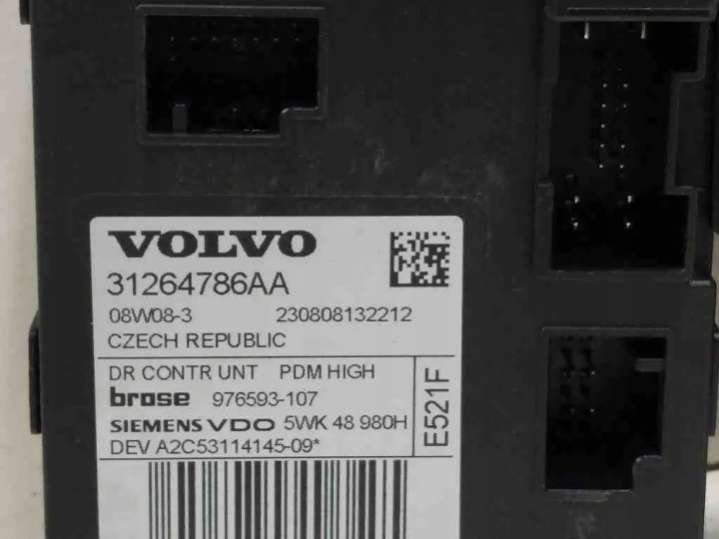 VOLVO
31264786AA
08W08-3 230808132212
CZECH REPUBLIC
DR CONTR UNT PDM HIGH
brose 976593-107
SIEMENS VDO 5WK 48 980H
DEV A2C53114145-09*
E521F